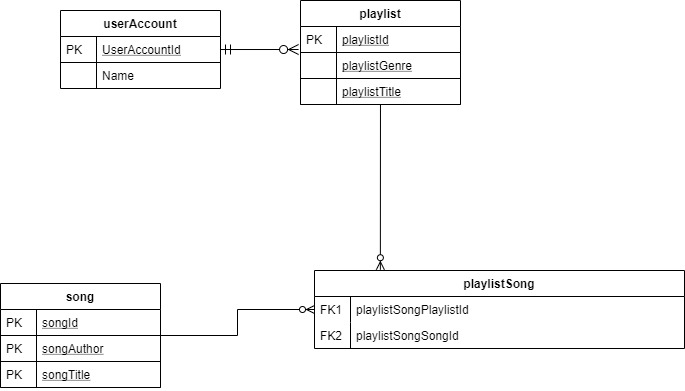 userAccount
PK UserAccountId
Name
playlist
PK playlistId
playlistGenre
playlistTitle
playlistSong
FK1 playlistSongPlaylistId
FK2 playlistSongSongId
song
PK songId
PK songAuthor
PK songTitle